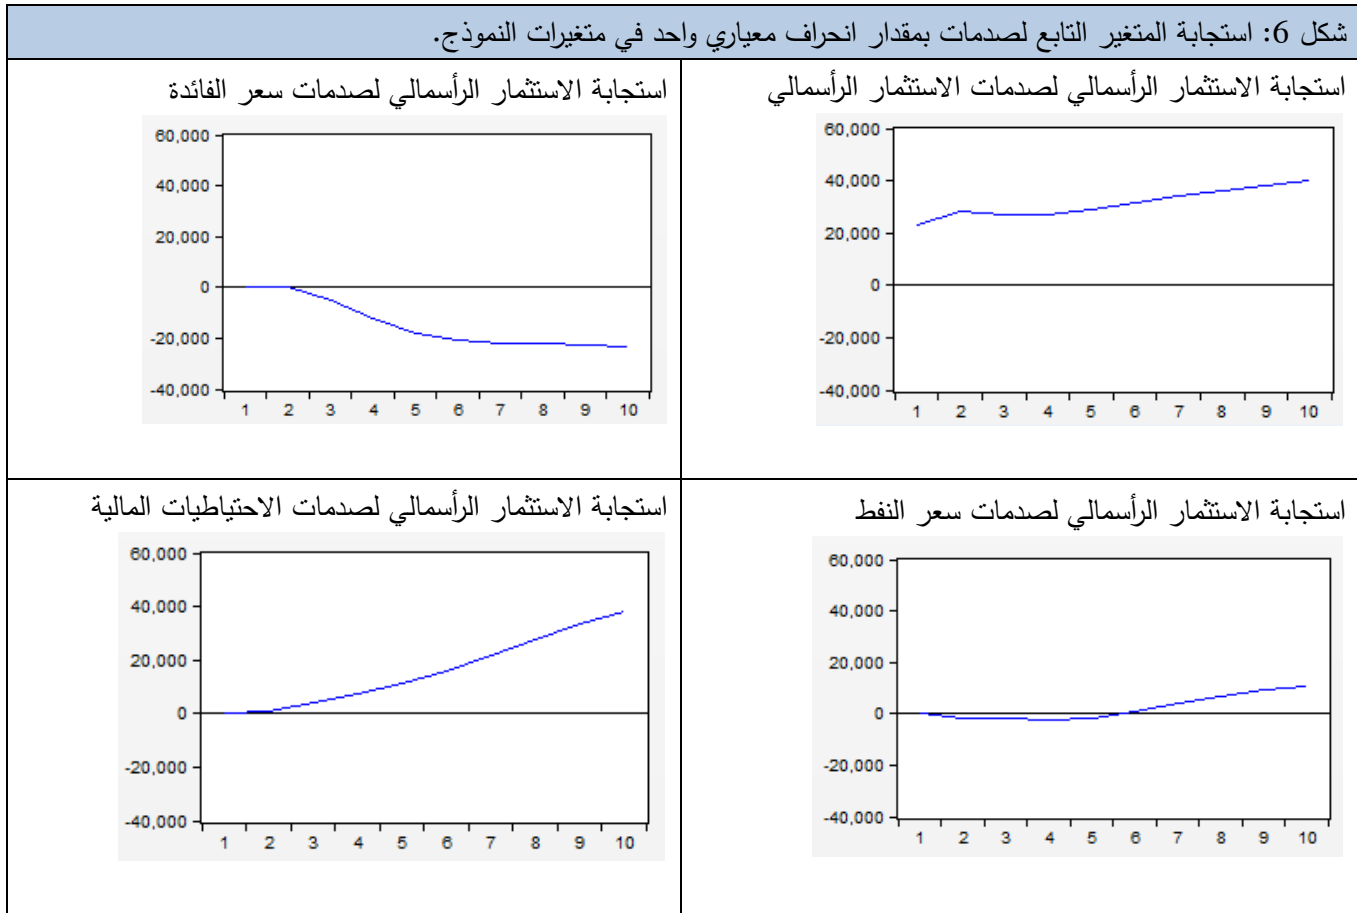 شكل 6: استجابة المتغير التابع لصدمات بمقدار انحراف معياري واحد في متغيرات النموذج.
استجابة الاستثمار الرأسمالي لصدمات الاستثمار الرأسمالي
60,000
40,000
20,000
0
-20,000
-40,000
1 2 3 4 5 6 7 8 9 10
استجابة الاستثمار الرأسمالي لصدمات سعر الفائدة
60,000
40,000
20,000
0
-20,000
-40,000
1 2 3 4 5 6 7 8 9 10
استجابة الاستثمار الرأسمالي لصدمات سعر النفط
60,000
40,000
20,000
0
-20,000
-40,000
1 2 3 4 5 6 7 8 9 10
استجابة الاستثمار الرأسمالي لصدمات الاحتياطيات المالية
60,000
40,000
20,000
0
-20,000
-40,000
1 2 3 4 5 6 7 8 9 10